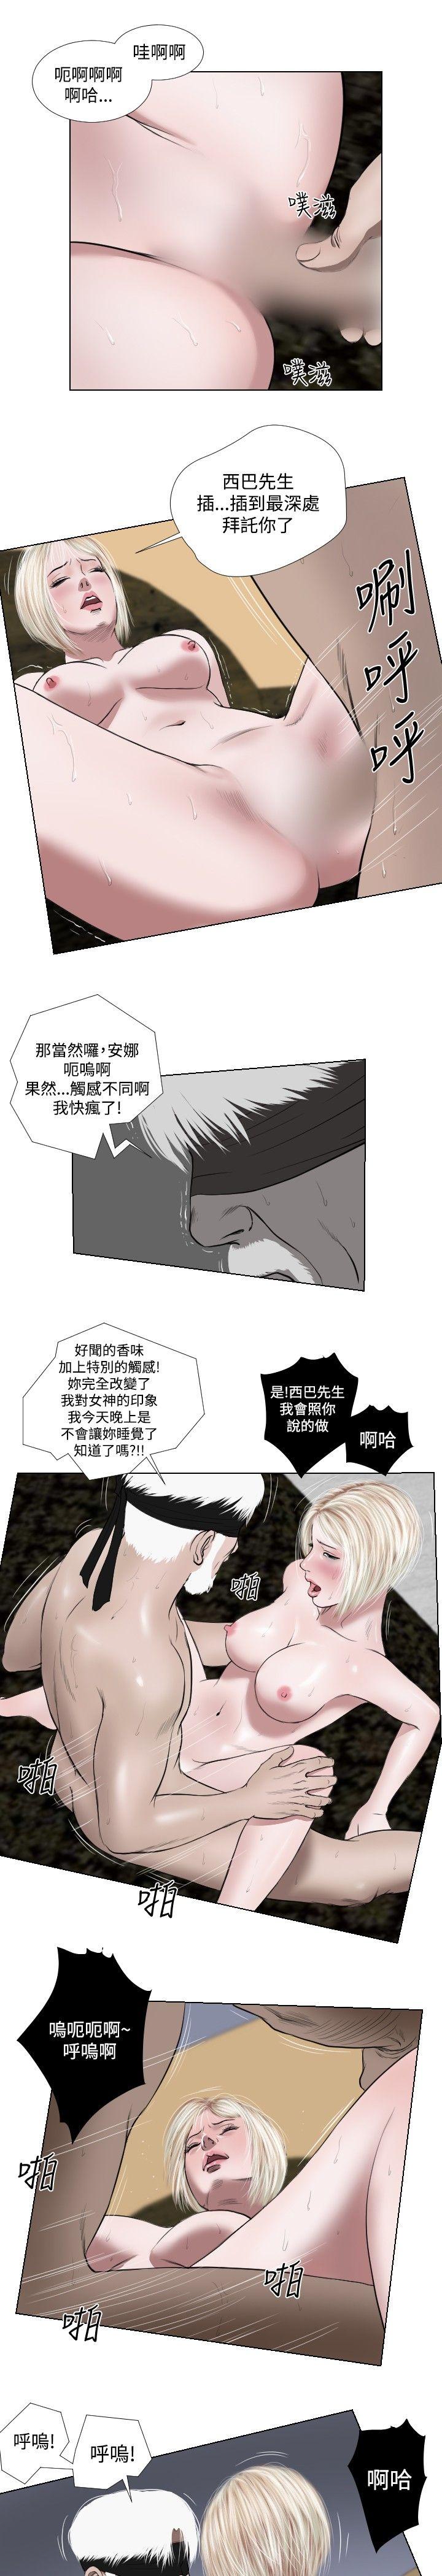 哇啊啊
呃啊啊啊
啊哈...
噗滋
噗滋
西巴先生
插...插到最深處
拜託你了
唰
呼
呼
那當然囉，安娜
呃嗚啊
果然...觸感不同啊
我快瘋了!
好聞的香味
加上特別的觸感!
妳完全改變了
我對女神的印象
我今天晚上是
不會讓妳睡覺了
知道了嗎?!!
是!西巴先生
我會照你
說的做
啊哈
啪
啪
啪
嗚呃呃啊~
呼嗚啊
啪
啪
啪
呼嗚!
呼嗚!
啊哈